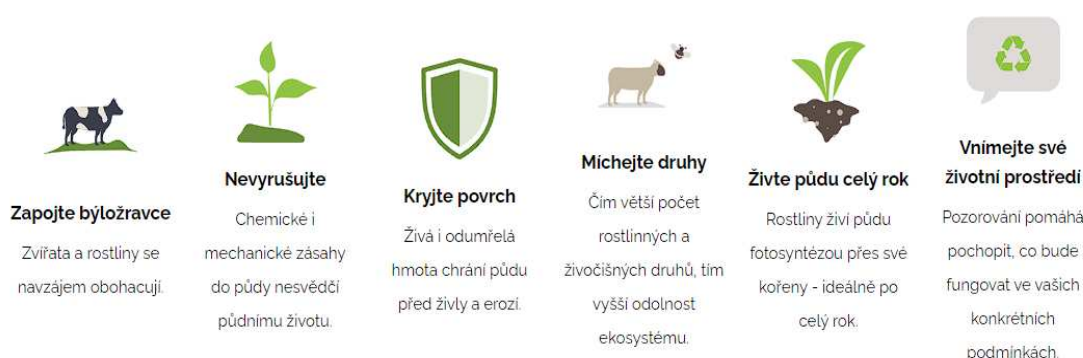 Zapojte býložravce
Zvířata a rostliny se
navzájem obohacují.
Nevyrušujte
Chemické i
mechanické zásahy
do půdy nesvědčí
půdnímu životu.
Kryjte povrch
Živá i odumřelá
hmota chrání půdu
před živly a erozí.
Míchejte druhy
Čím větší počet
rostlinných a
živočišných druhů, tím
vyšší odolnost
ekosystému.
Živte půdu celý rok
Rostliny živí půdu
fotosyntézou přes své
kořeny - ideálně po
celý rok.
Vnímejte své
životní prostředí
Pozorování pomáhá
pochopit, co bude
fungovat ve vašich
konkrétních
podmínkách.